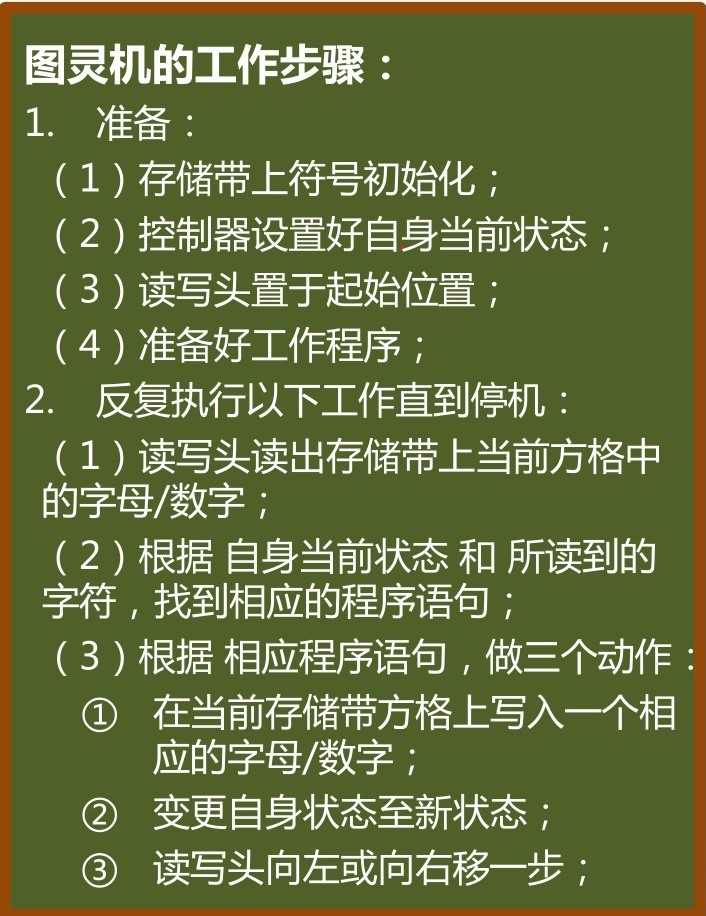 图灵机的工作步骤：
1. 准备：
（1）存储带上符号初始化；
（2）控制器设置好自身当前状态；
（3）读写头置于起始位置；
（4）准备好工作程序；
2. 反复执行以下工作直到停机：
（1）读写头读出存储带上当前方格中
的字母/数字；
（2）根据 自身当前状态 和 所读到的
字符，找到相应的程序语句；
（3）根据 相应程序语句，做三个动作：
① 在当前存储带方格上写入一个相
应的字母/数字；
② 变更自身状态至新状态；
③ 读写头向左或向右移一步；